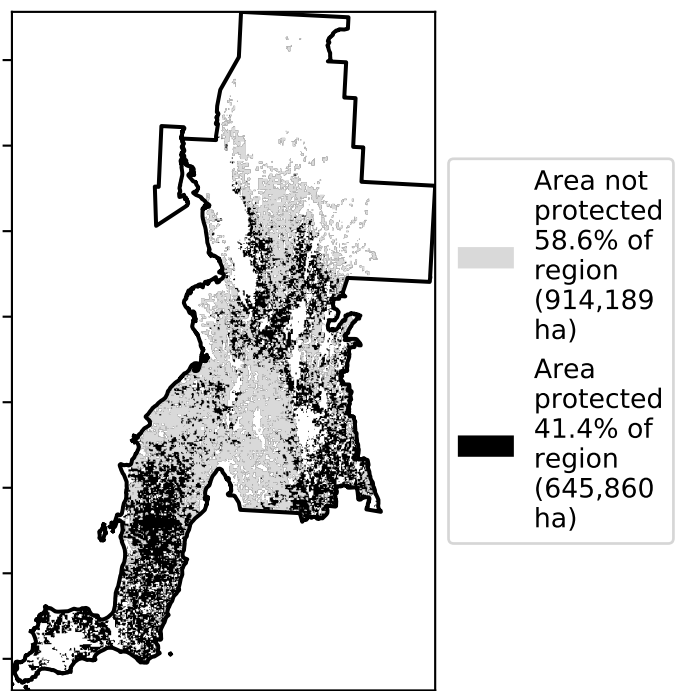 Area not
protected
58.6% of
region
(914,189
ha)
Area
protected
41.4% of
region
(645,860
ha)